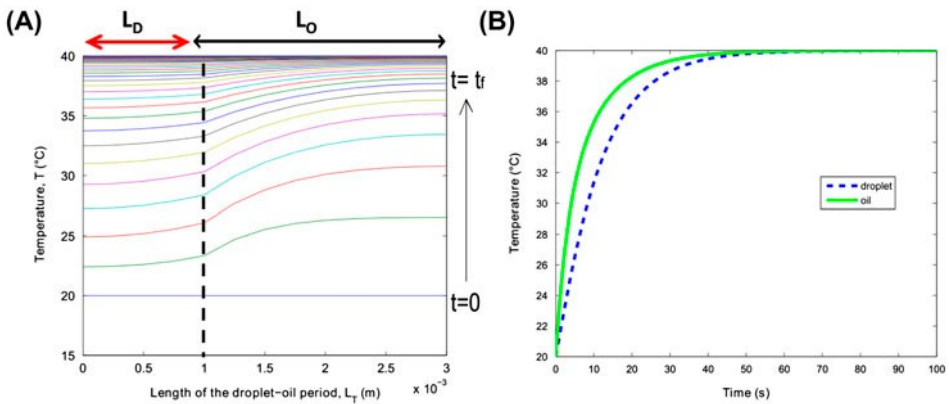 (A)
L_D
L_O
40
35
30
25
20
15
Temperature, T (°C)
t= t_f
t=0
0
0.5
1
1.5
2
2.5
3
x 10⁻³
Length of the droplet−oil period, L_T (m)
(B)
40
38
36
34
32
30
28
26
24
22
20
Temperature (°C)
droplet
oil
0
10
20
30
40
50
60
70
80
90
100
Time (s)